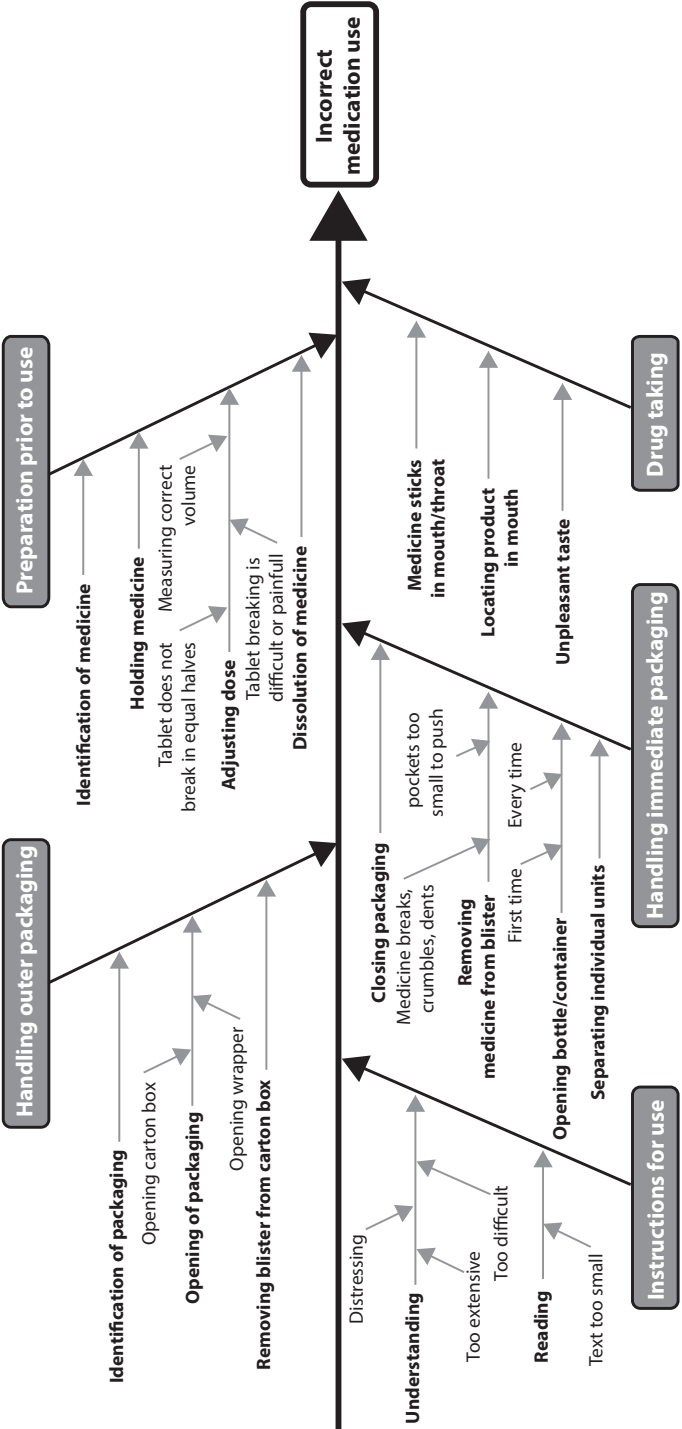 Handling outer packaging
Identification of packaging
Opening carton box
Opening of packaging
Opening wrapper
Removing blister from carton box
Preparation prior to use
Identification of medicine
Holding medicine
Measuring correct
volume
Tablet does not
break in equal halves
Adjusting dose
Tablet breaking is
difficult or painfull
Dissolution of medicine
Incorrect
medication use
Instructions for use
Distressing
Understanding
Too extensive
Too difficult
Reading
Text too small
Handling immediate packaging
Closing packaging
Medicine breaks,
crumbles, dents
pockets too
small to push
Removing
medicine from blister
First time
Every time
Opening bottle/container
Separating individual units
Drug taking
Medicine sticks
in mouth/throat
Locating product
in mouth
Unpleasant taste